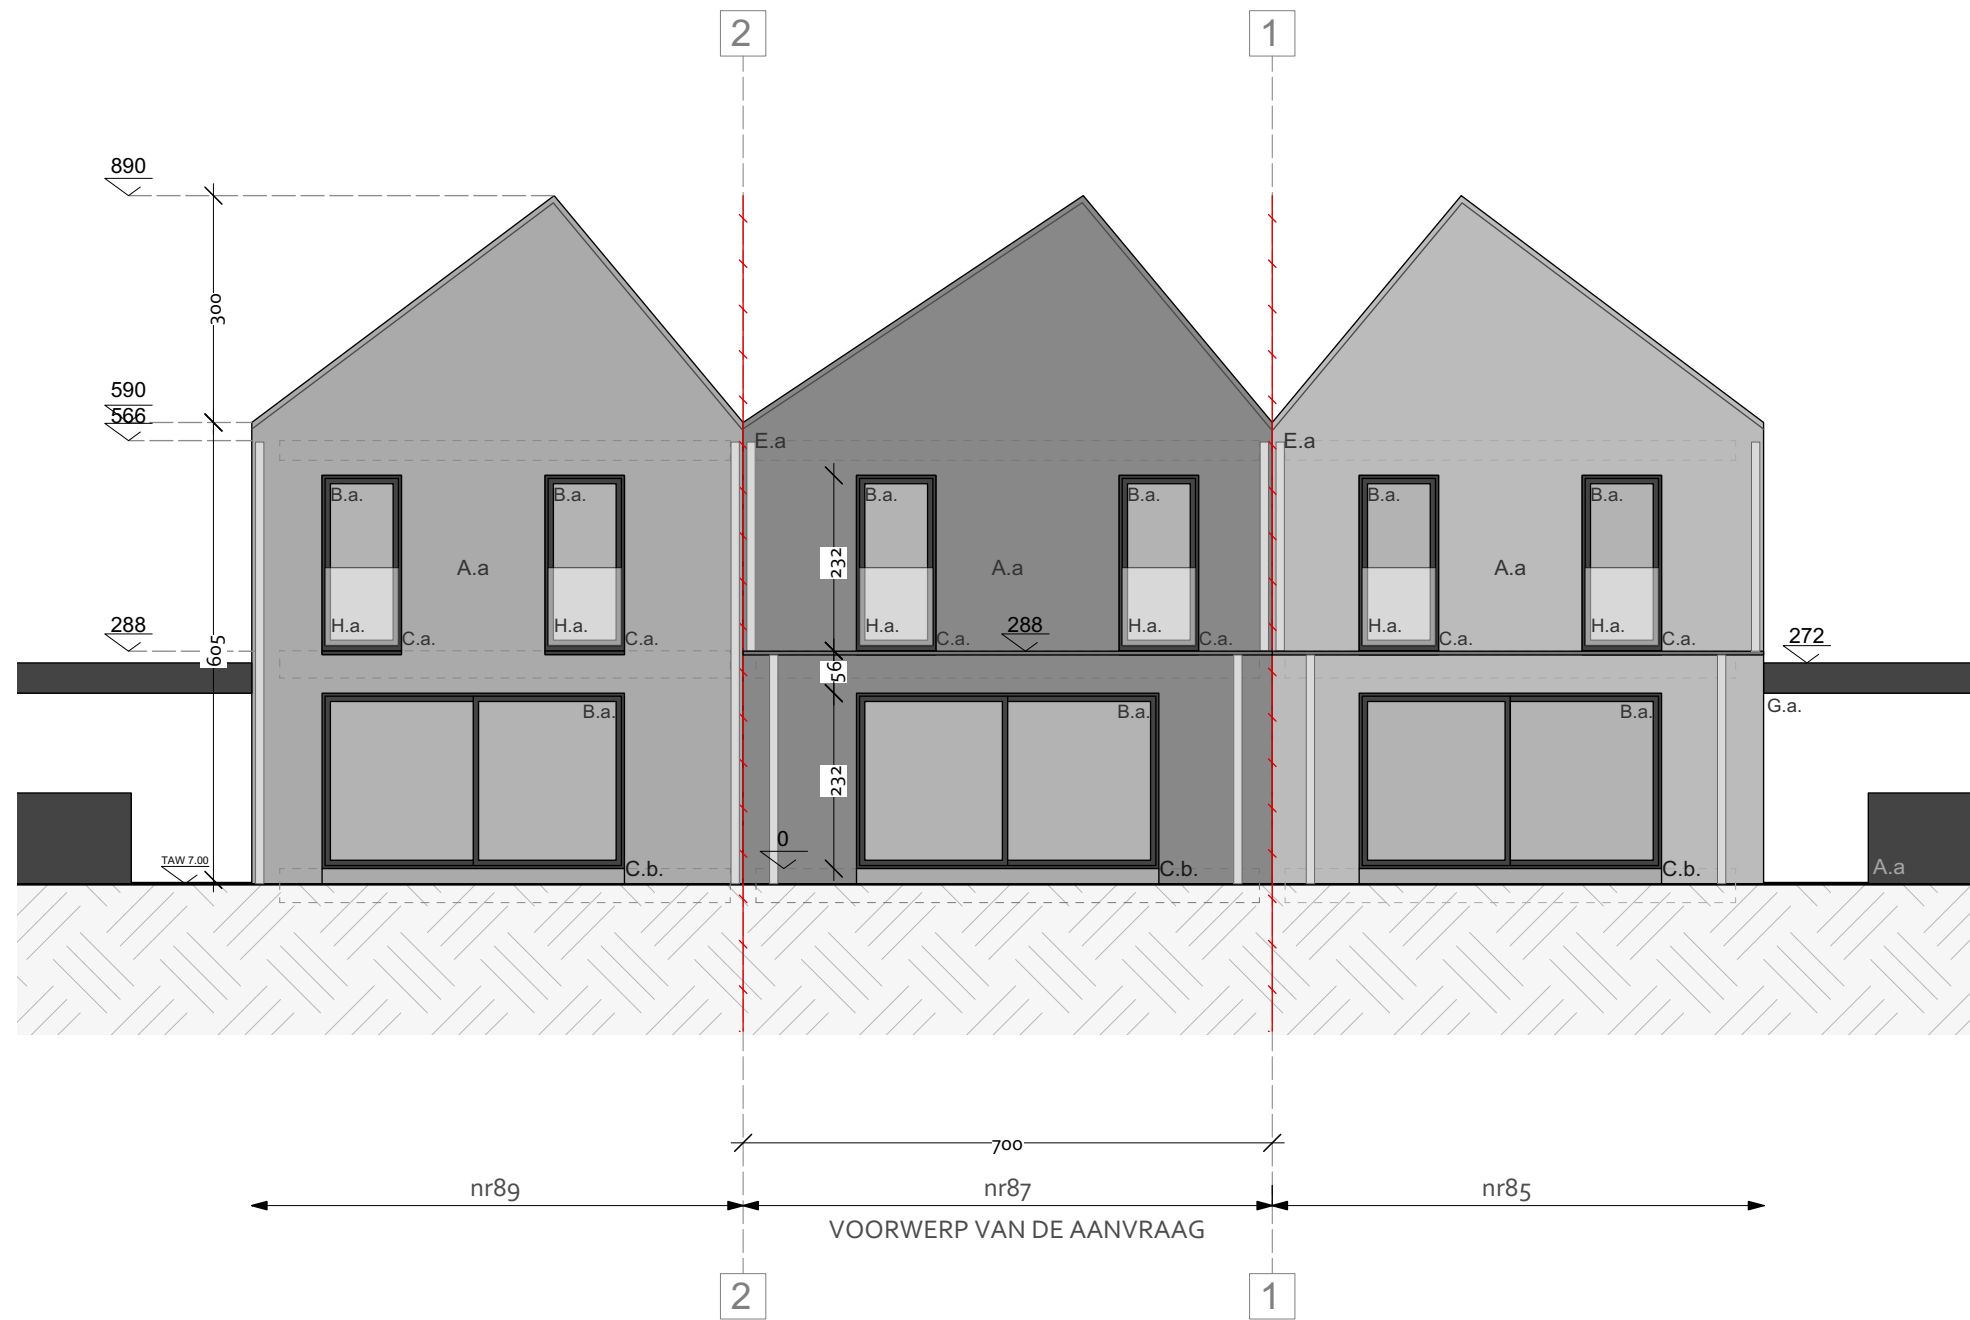 2 1
890
300
590
566
E.a E.a
B.a. B.a. B.a. B.a. B.a. B.a.
A.a 232 A.a A.a
H.a. H.a. H.a. H.a. H.a. H.a.
288 C.a. C.a. C.a. 288 C.a. C.a. C.a. 272
605 56
B.a. B.a. B.a. G.a.
232
0
TAW 7.00 C.b. C.b. C.b. A.a
700
nr89 nr87 nr85
VOORWERP VAN DE AANVRAAG
2 1